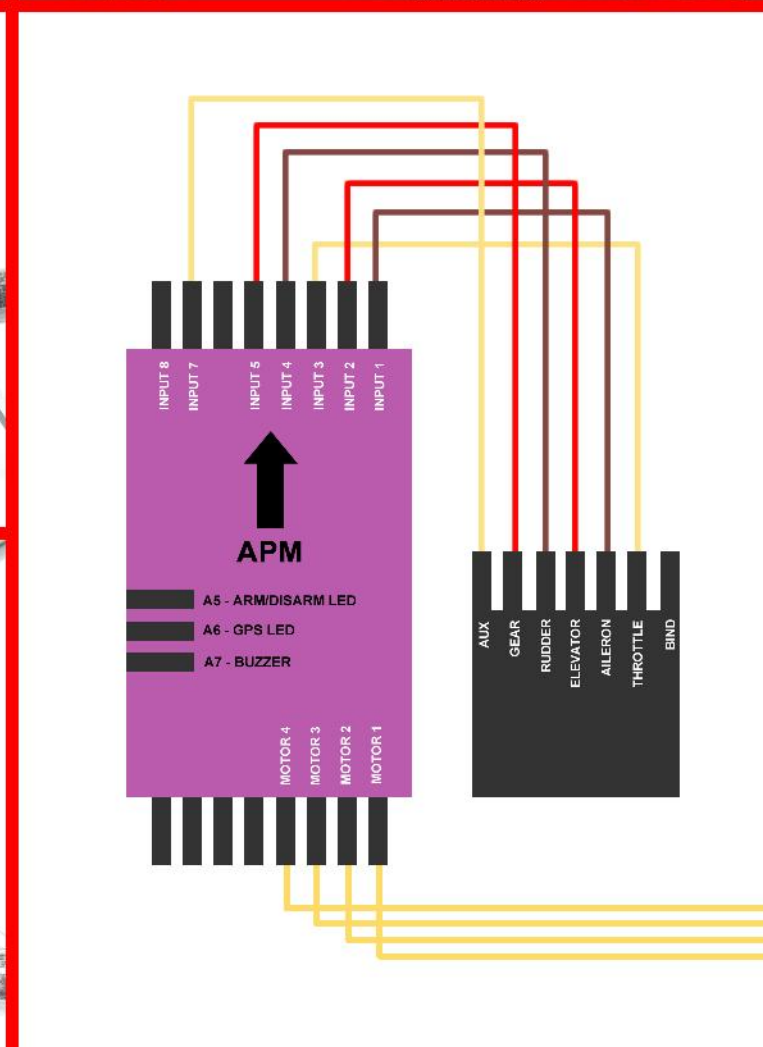 INPUT 8
INPUT 7
INPUT 5
INPUT 4
INPUT 3
INPUT 2
INPUT 1
APM
A5 - ARM/DISARM LED
A6 - GPS LED
A7 - BUZZER
MOTOR 4
MOTOR 3
MOTOR 2
MOTOR 1
AUX
GEAR
RUDDER
ELEVATOR
AILERON
THROTTLE
BIND